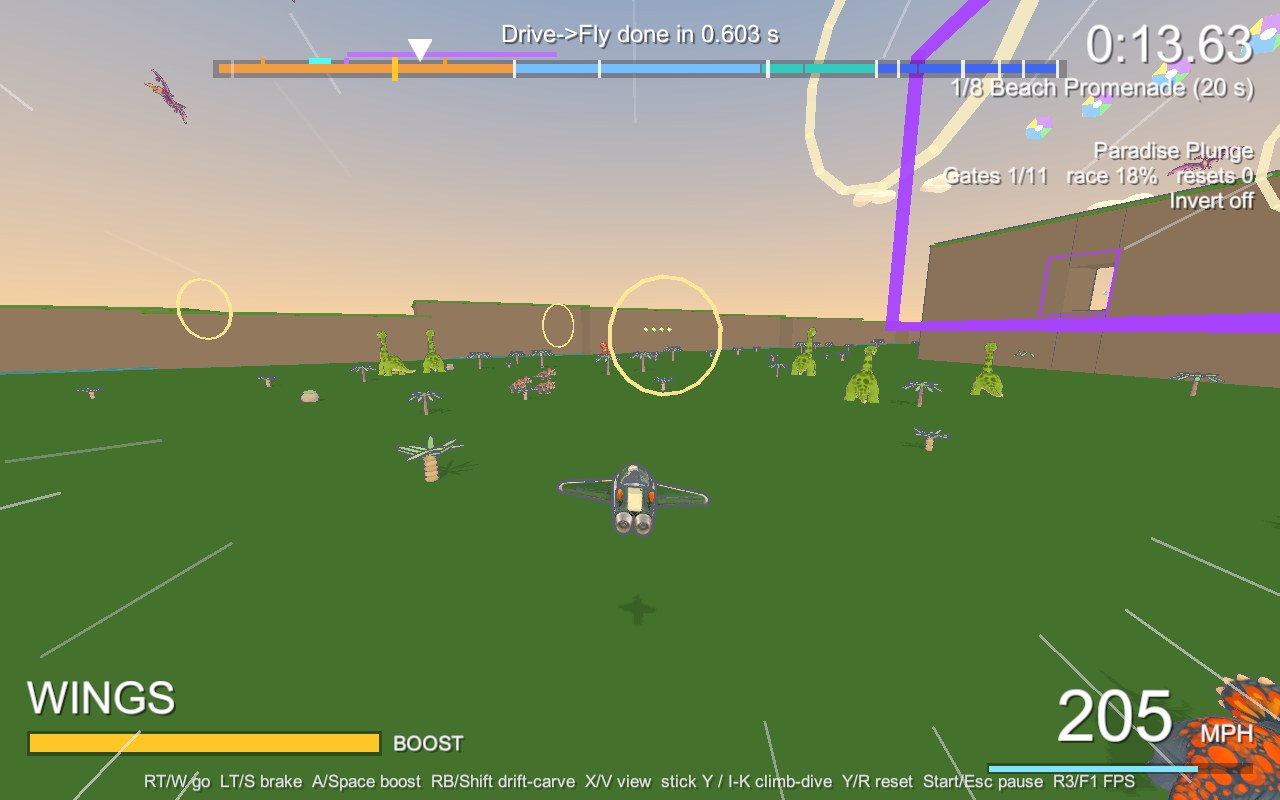 Drive->Fly done in 0.603 s
0:13.63
1/8 Beach Promenade (20 s)
Paradise Plunge
Gates 1/11 race 18% resets 0
Invert off
WINGS
BOOST
205 MPH
RT/W go LT/S brake A/Space boost RB/Shift drift-carve X/V view stick Y / I-K climb-dive Y/R reset Start/Esc pause R3/F1 FPS